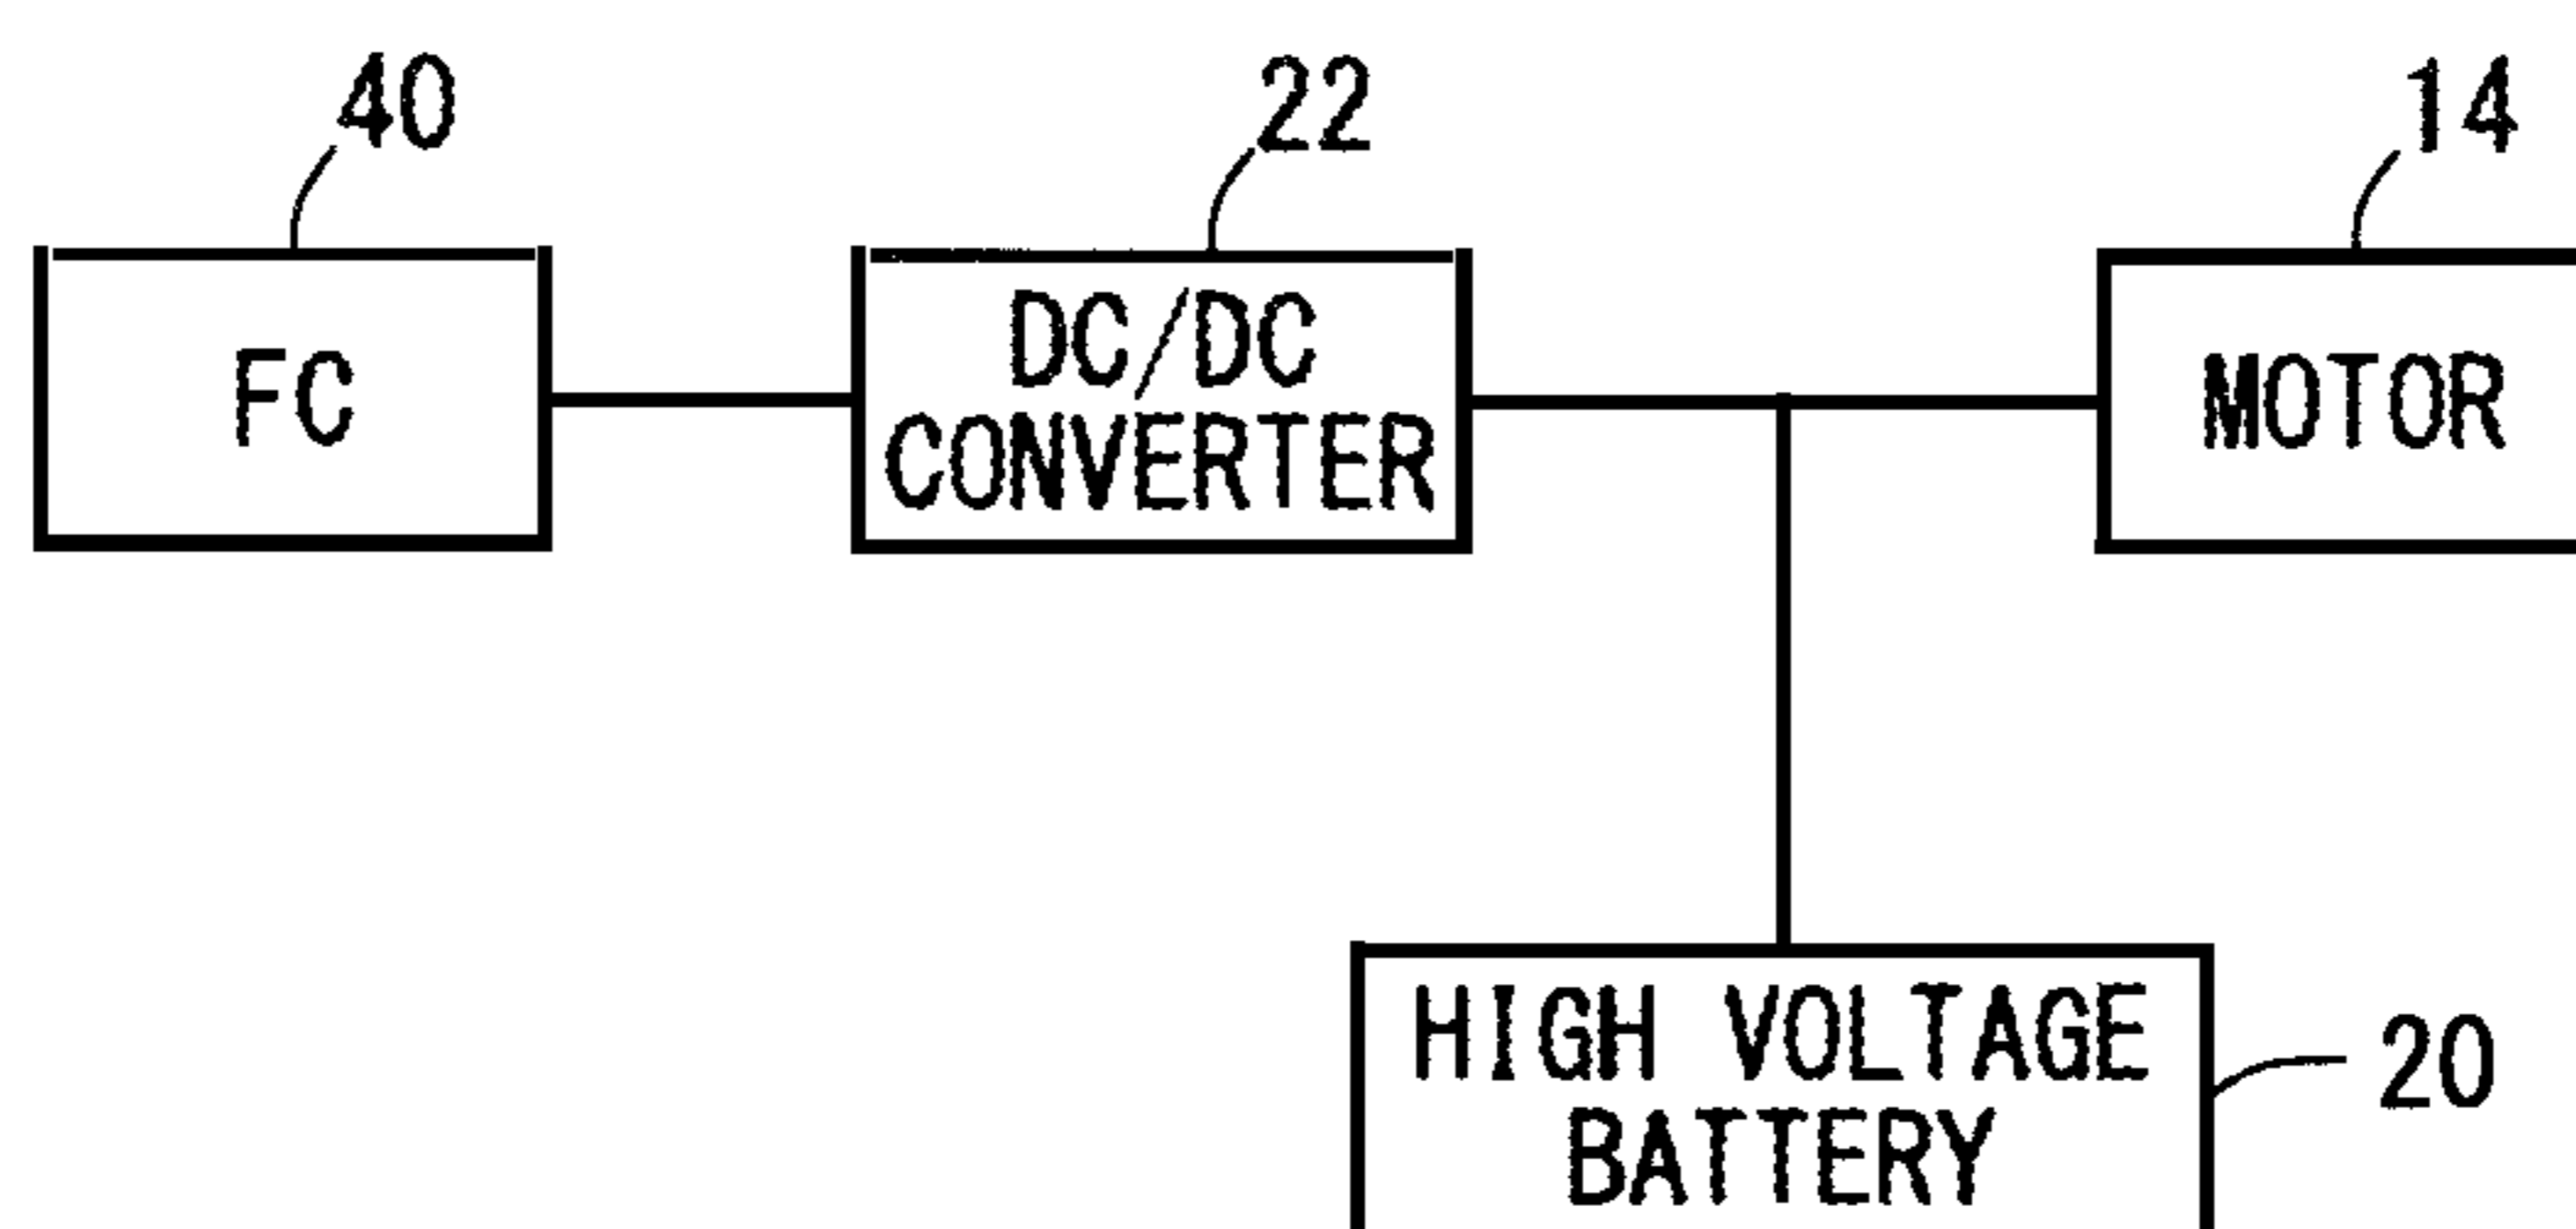 40
22
14
FC
DC/DC
CONVERTER
MOTOR
HIGH VOLTAGE
BATTERY
20